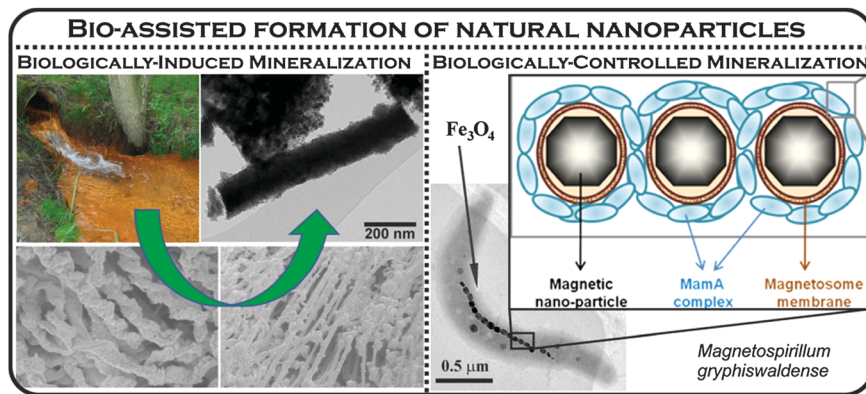 BIO-ASSISTED FORMATION OF NATURAL NANOPARTICLES
BIOLOGICALLY-INDUCED MINERALIZATION
BIOLOGICALLY-CONTROLLED MINERALIZATION
200 nm
Fe₃O₄
Magnetic
nano-particle
MamA
complex
Magnetosome
membrane
0.5 µm
Magnetospirillum
gryphiswaldense